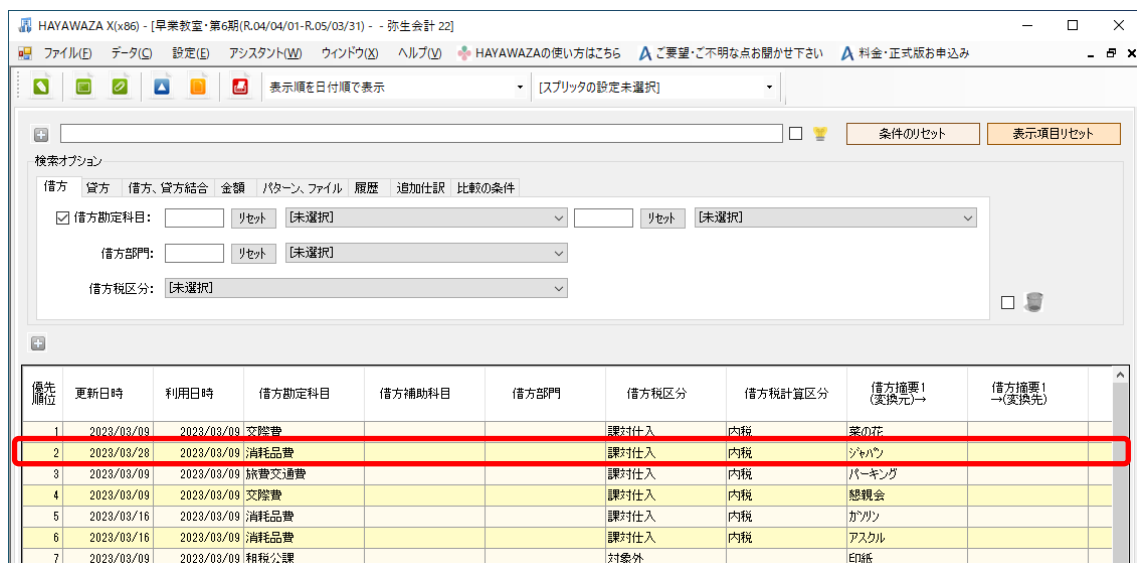 HAYAWAZA X(x86) - [早業教室・第6期(R.04/04/01-R.05/03/31) - - 弥生会計 22]
ファイル(F) データ(C) 設定(E) アシスタント(W) ウィンドウ(X) ヘルプ(V) HAYAWAZAの使い方はこちら ご要望・ご不明な点お聞かせ下さい 料金・正式版お申込み
表示順を日付順で表示 [スプリッタの設定未選択]
条件のリセット 表示項目リセット
検索オプション
借方 貸方 借方、貸方結合 金額 パターン、ファイル 履歴 追加仕訳 比較の条件
借方勘定科目: リセット [未選択] リセット [未選択]
借方部門: リセット [未選択]
借方税区分: [未選択]
優先順位 更新日時 利用日時 借方勘定科目 借方補助科目 借方部門 借方税区分 借方税計算区分 借方摘要1(変換元)→ 借方摘要1→(変換先)
1 2023/03/09 2023/03/09 交際費 課対仕入 内税 菜の花
2 2023/03/28 2023/03/09 消耗品費 課対仕入 内税 ジャパン
3 2023/03/09 2023/03/09 旅費交通費 課対仕入 内税 パーキング
4 2023/03/09 2023/03/09 交際費 課対仕入 内税 懇親会
5 2023/03/16 2023/03/09 消耗品費 課対仕入 内税 ガソリン
6 2023/03/16 2023/03/09 消耗品費 課対仕入 内税 アスクル
7 2023/03/09 2023/03/09 租税公課 対象外 印紙